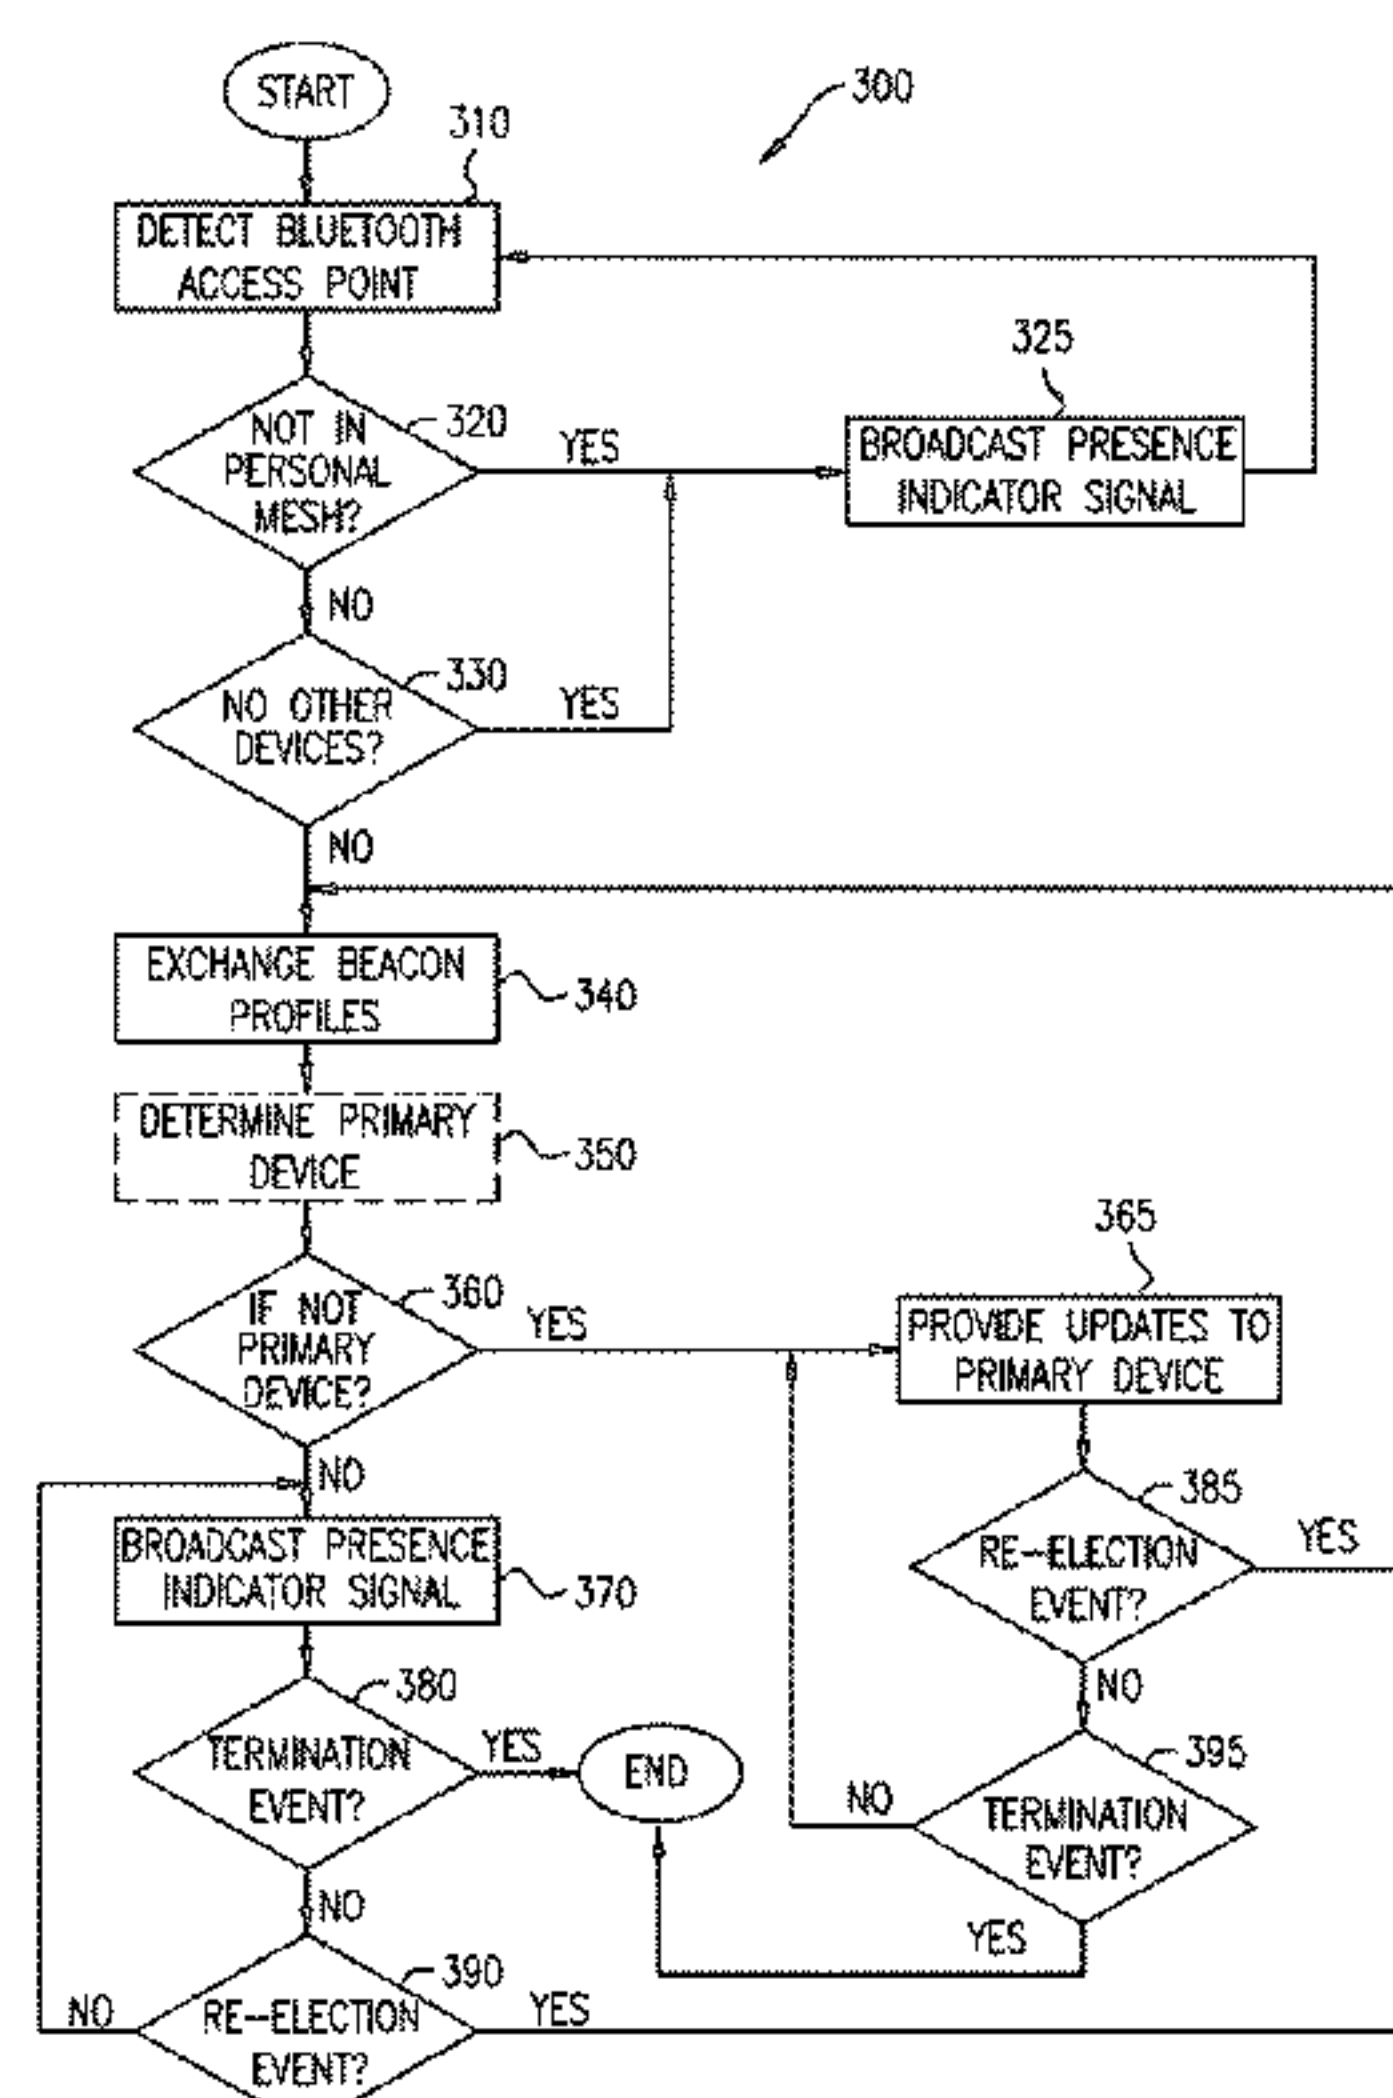 START
300
310
DETECT BLUETOOTH
ACCESS POINT
325
NOT IN
PERSONAL
MESH?
320
YES
BROADCAST PRESENCE
INDICATOR SIGNAL
NO
330
NO OTHER
DEVICES?
YES
NO
EXCHANGE BEACON
PROFILES
340
DETERMINE PRIMARY
DEVICE
350
365
IF NOT
PRIMARY
DEVICE?
360
YES
PROVIDE UPDATES TO
PRIMARY DEVICE
NO
385
RE-ELECTION
EVENT?
YES
BROADCAST PRESENCE
INDICATOR SIGNAL
370
NO
380
TERMINATION
EVENT?
YES
END
395
TERMINATION
EVENT?
NO
YES
NO
390
RE-ELECTION
EVENT?
NO
YES